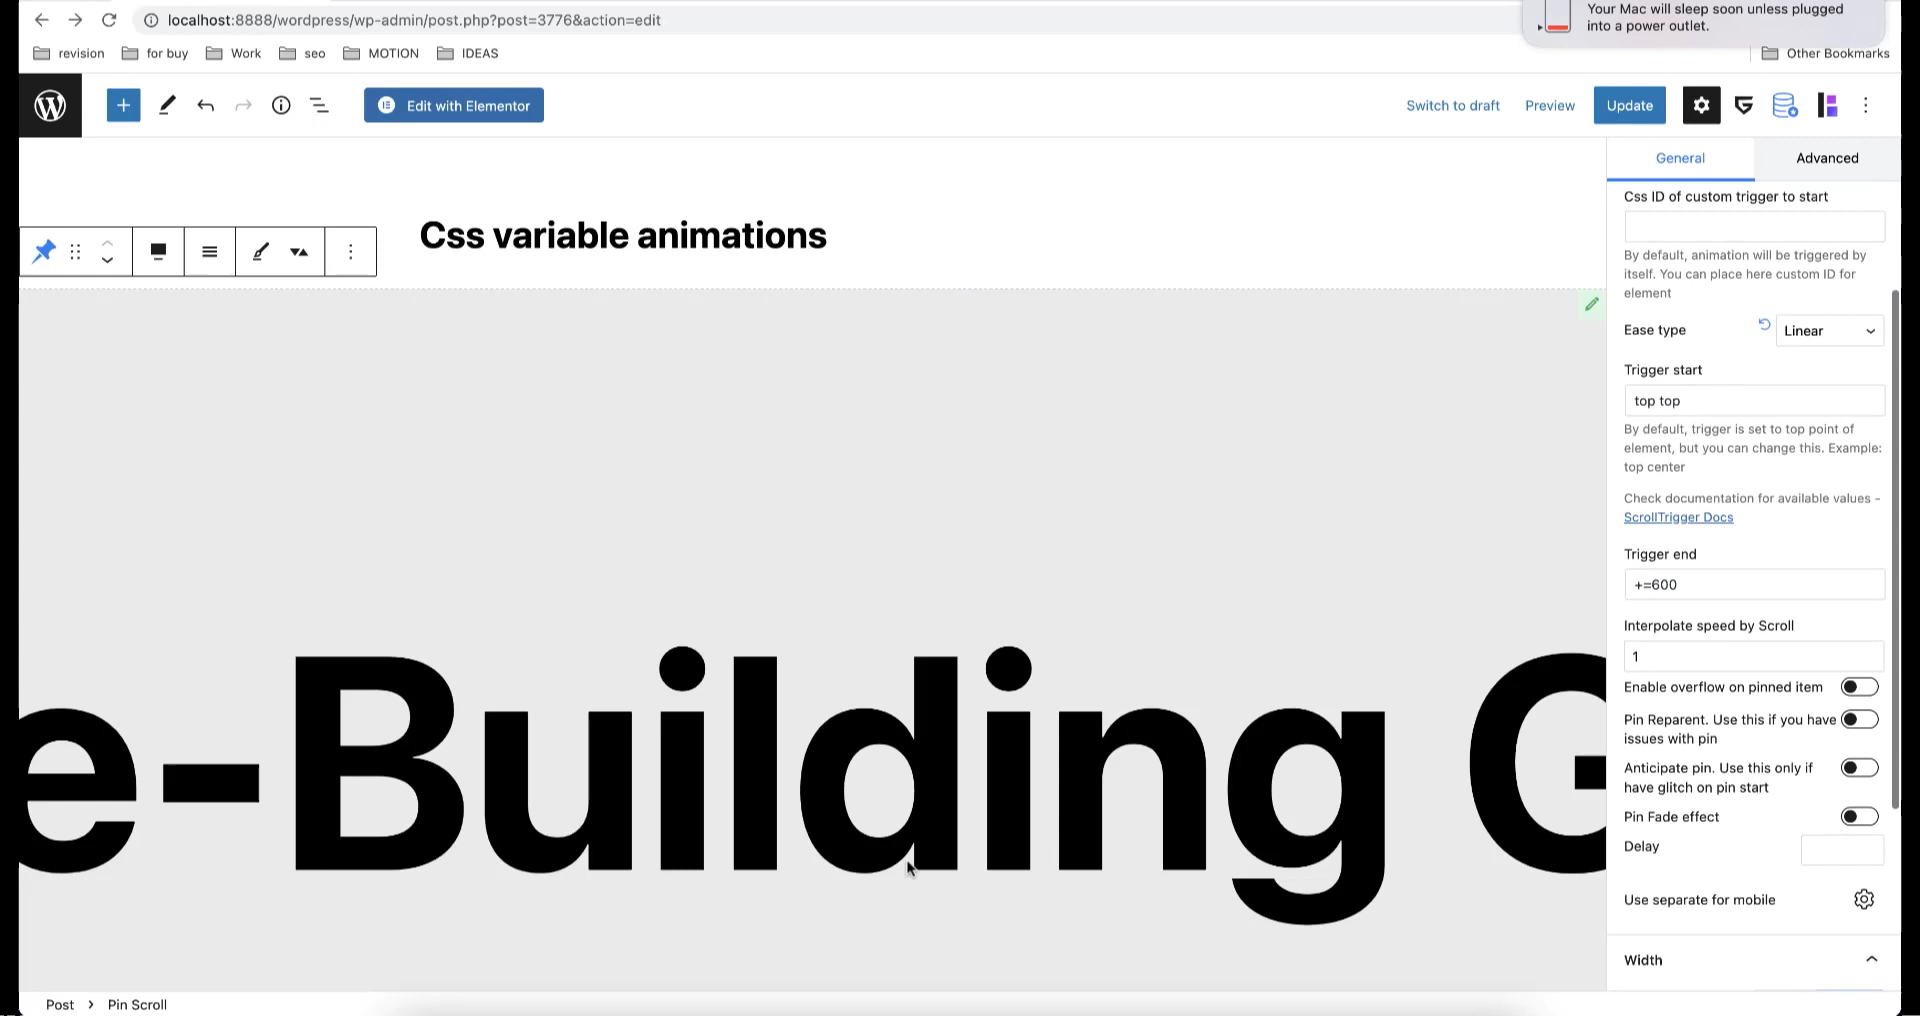 localhost:8888/wordpress/wp-admin/post.php?post=3776&action=edit
Your Mac will sleep soon unless plugged
into a power outlet.
revision for buy Work seo MOTION IDEAS Other Bookmarks
Edit with Elementor Switch to draft Preview Update
General Advanced
Css variable animations
e-Building G
Css ID of custom trigger to start
By default, animation will be triggered by
itself. You can place here custom ID for
element
Ease type Linear
Trigger start
top top
By default, trigger is set to top point of
element, but you can change this. Example:
top center
Check documentation for available values -
ScrollTrigger Docs
Trigger end
+=600
Interpolate speed by Scroll
1
Enable overflow on pinned item
Pin Reparent. Use this if you have
issues with pin
Anticipate pin. Use this only if
have glitch on pin start
Pin Fade effect
Delay
Use separate for mobile
Width
Post > Pin Scroll